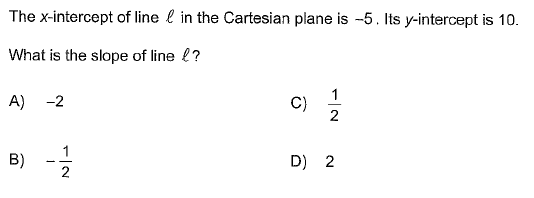 The x-intercept of line ℓ in the Cartesian plane is −5. Its y-intercept is 10.
What is the slope of line ℓ?
A) −2
B) −1/2
C) 1/2
D) 2